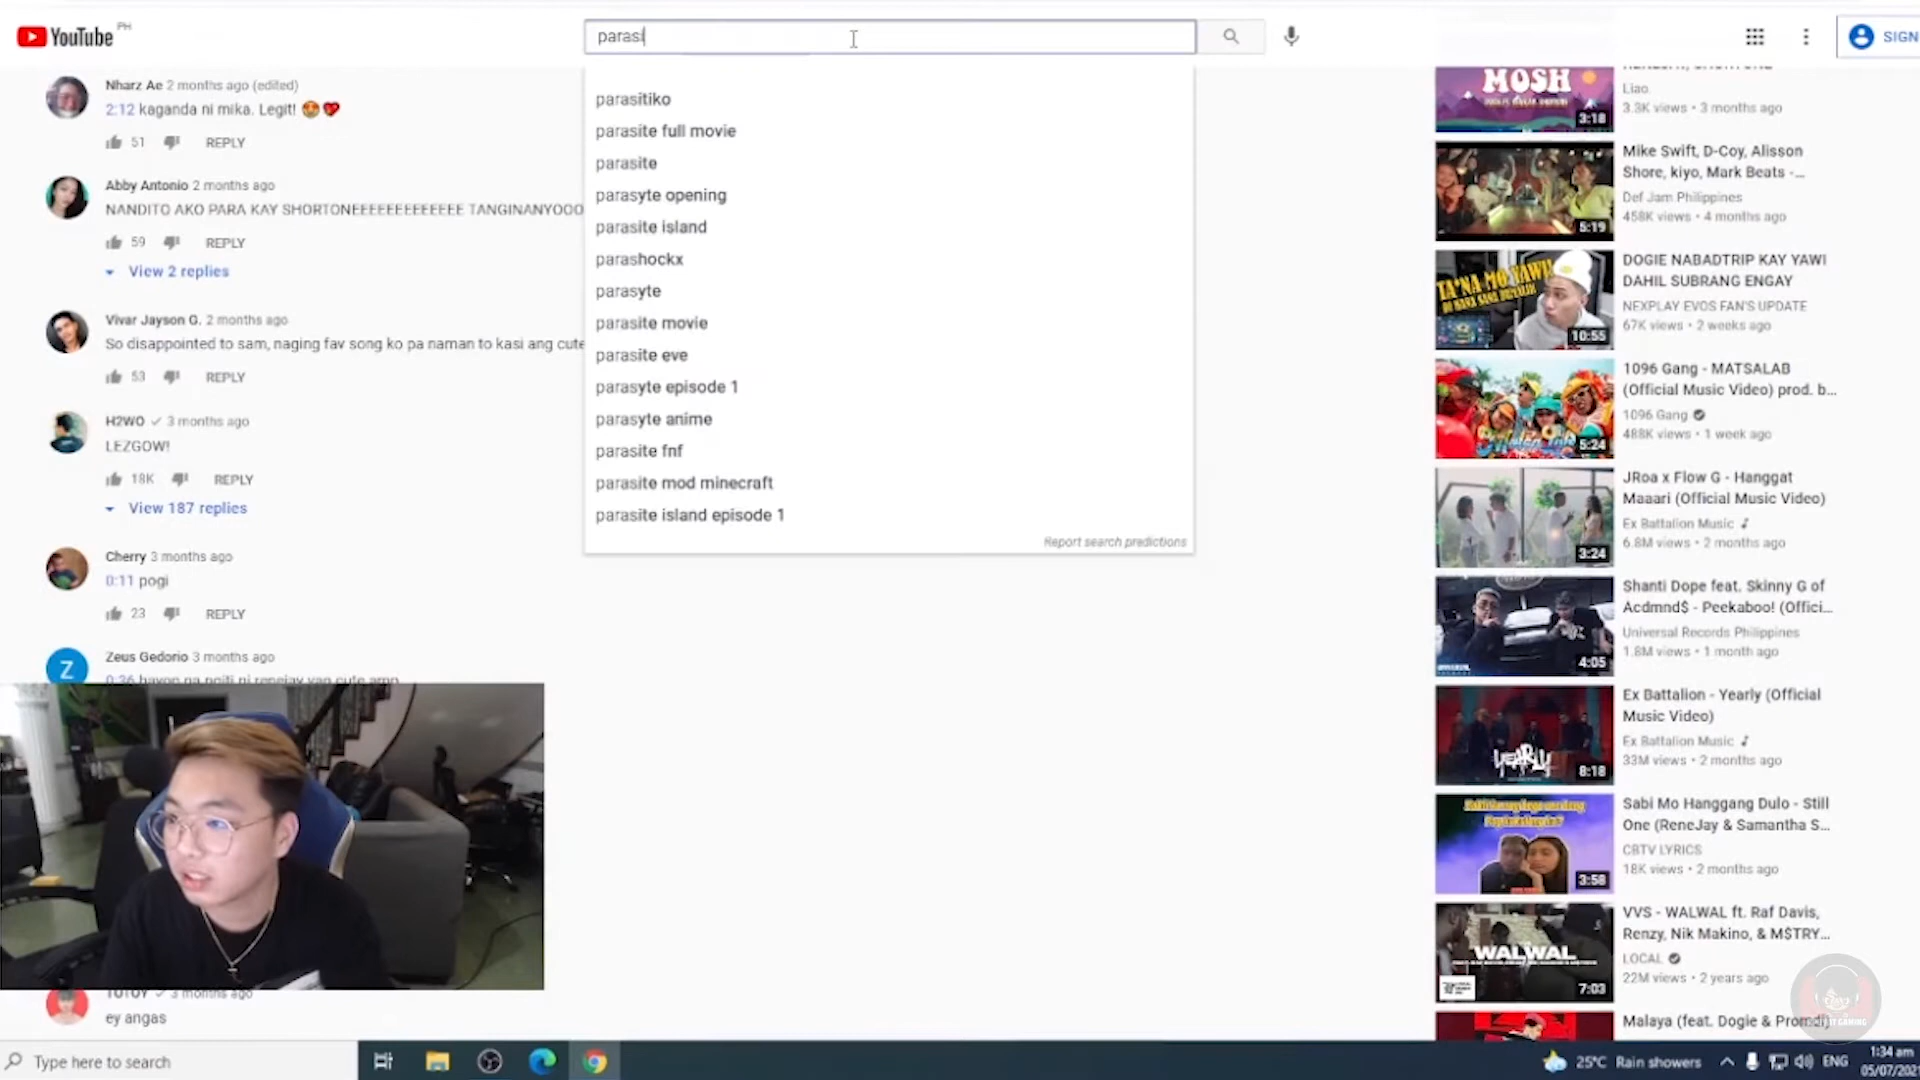 YouTube PH
parasi
SIGN
parasitiko
parasite full movie
parasite
parasyte opening
parasite island
parashockx
parasyte
parasite movie
parasite eve
parasyte episode 1
parasyte anime
parasite fnf
parasite mod minecraft
parasite island episode 1
Report search predictions
Nharz Ae 2 months ago (edited)
2:12 kaganda ni mika. Legit! 🤩❤️
51 REPLY
Abby Antonio 2 months ago
NANDITO AKO PARA KAY SHORTONEEEEEEEEEEEEE TANGINANYOOO
59 REPLY
View 2 replies
Vivar Jayson G. 2 months ago
So disappointed to sam, naging fav song ko pa naman to kasi ang cute
53 REPLY
H2WO 3 months ago
LEZGOW!
18K REPLY
View 187 replies
Cherry 3 months ago
0:11 pogi
23 REPLY
Z
Zeus Gedorio 3 months ago
3 months ago
ey angas
MOSH
3:18
Liao.
3.3K views • 3 months ago
5:19
Mike Swift, D-Coy, Alisson
Shore, kiyo, Mark Beats -...
Def Jam Philippines
458K views • 4 months ago
TA*NA MO YAWI!
10:55
DOGIE NABADTRIP KAY YAWI
DAHIL SUBRANG ENGAY
NEXPLAY EVOS FAN'S UPDATE
67K views • 2 weeks ago
5:24
1096 Gang - MATSALAB
(Official Music Video) prod. b...
1096 Gang
488K views • 1 week ago
3:24
JRoa x Flow G - Hanggat
Maaari (Official Music Video)
Ex Battalion Music
6.8M views • 2 months ago
4:05
Shanti Dope feat. Skinny G of
Acdmnd$ - Peekaboo! (Offici...
Universal Records Philippines
1.8M views • 1 month ago
YEARLY
8:18
Ex Battalion - Yearly (Official
Music Video)
Ex Battalion Music
33M views • 2 months ago
3:58
Sabi Mo Hanggang Dulo - Still
One (ReneJay & Samantha S...
CBTV LYRICS
18K views • 2 months ago
WALWAL
7:03
VVS - WALWAL ft. Raf Davis,
Renzy, Nik Makino, & M$TRY...
LOCAL
22M views • 2 years ago
Malaya (feat. Dogie & Promdi)
GAMING
Type here to search
25°C Rain showers
ENG
1:34 am
05/07/202